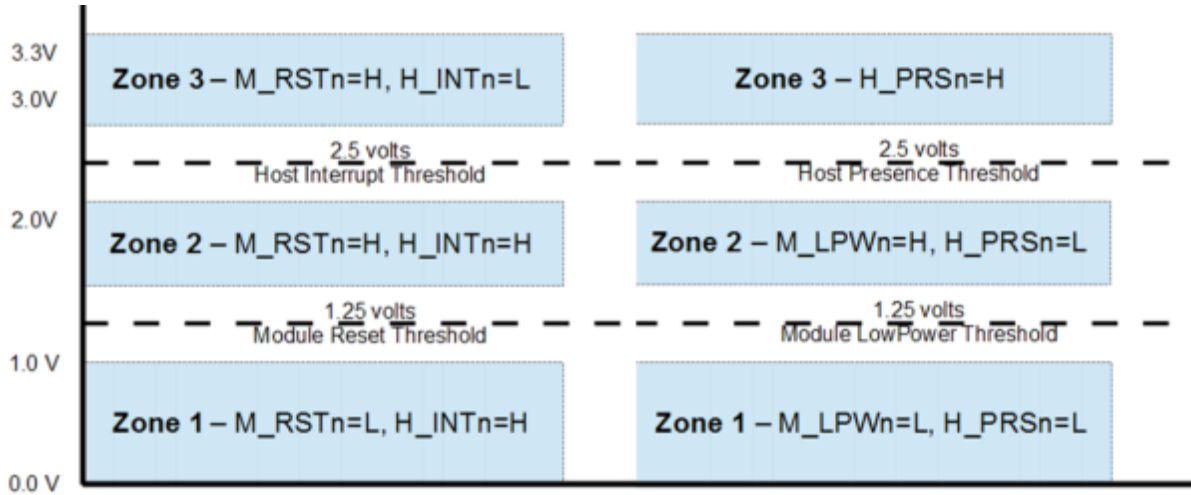 3.3V
Zone 3 – M_RSTn=H, H_INTn=L
Zone 3 – H_PRSn=H
3.0V
2.5 volts
2.5 volts
Host Interrupt Threshold
Host Presence Threshold
2.0V
Zone 2 – M_RSTn=H, H_INTn=H
Zone 2 – M_LPWn=H, H_PRSn=L
1.25 volts
1.25 volts
Module Reset Threshold
Module LowPower Threshold
1.0 V
Zone 1 – M_RSTn=L, H_INTn=H
Zone 1 – M_LPWn=L, H_PRSn=L
0.0 V